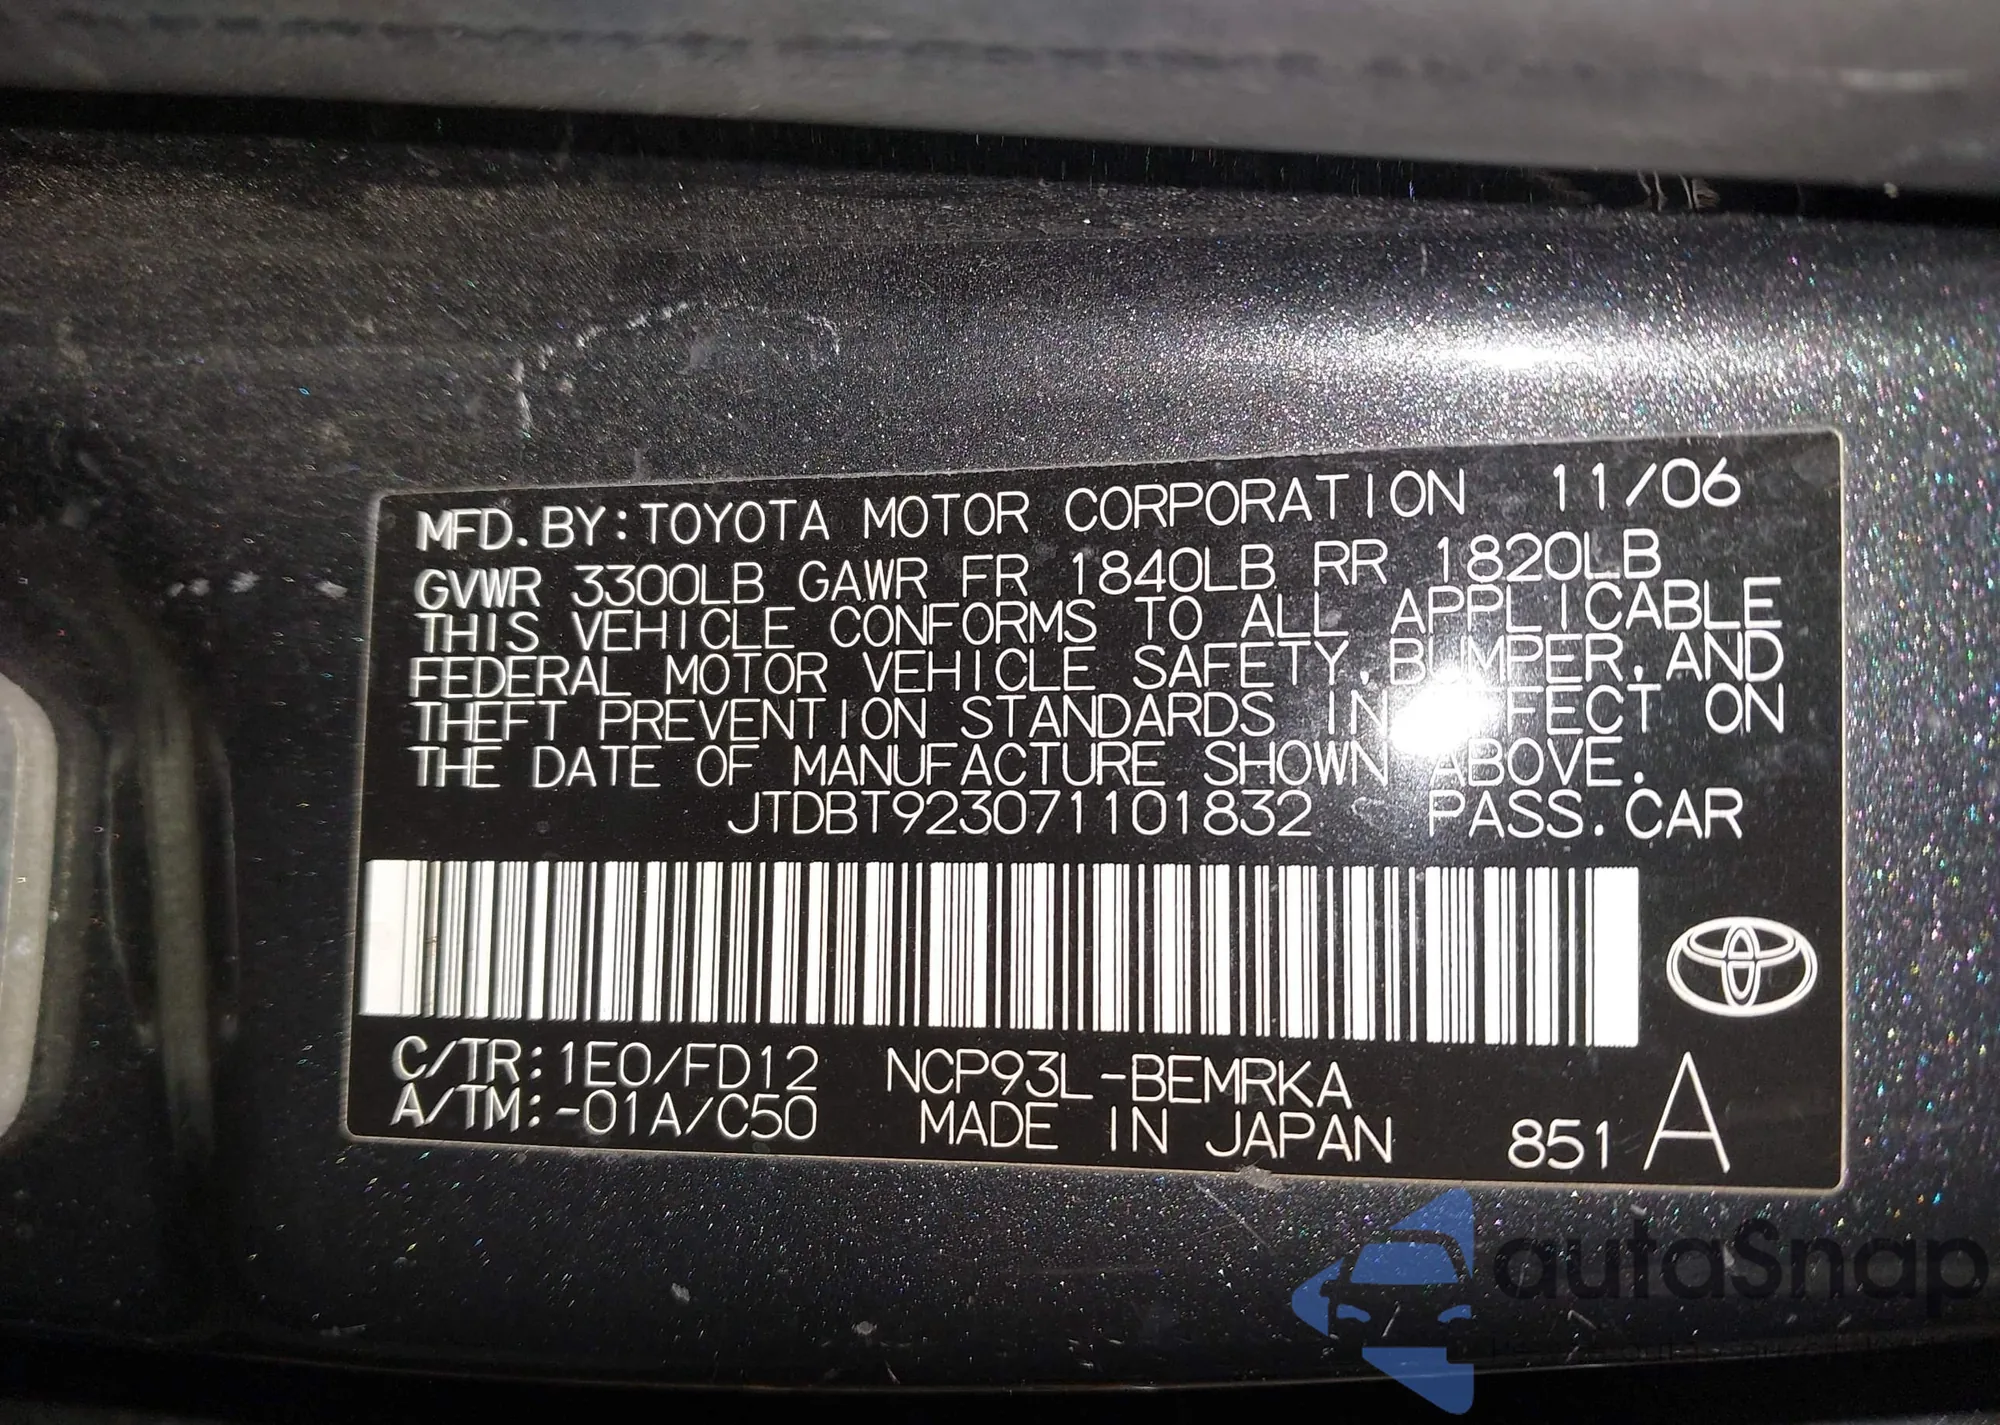 MFD. BY: TOYOTA MOTOR CORPORATION 11/06
GVWR 3300LB GAWR FR 1840LB RR 1820LB
THIS VEHICLE CONFORMS TO ALL APPLICABLE
FEDERAL MOTOR VEHICLE SAFETY, BUMPER, AND
THEFT PREVENTION STANDARDS IN EFFECT ON
THE DATE OF MANUFACTURE SHOWN ABOVE.
JTDBT923071101832 PASS. CAR
C/TR: 1E0/FD12 NCP93L-BEMRKA
A/TM: -01A/C50 MADE IN JAPAN 851 A
autaSnap